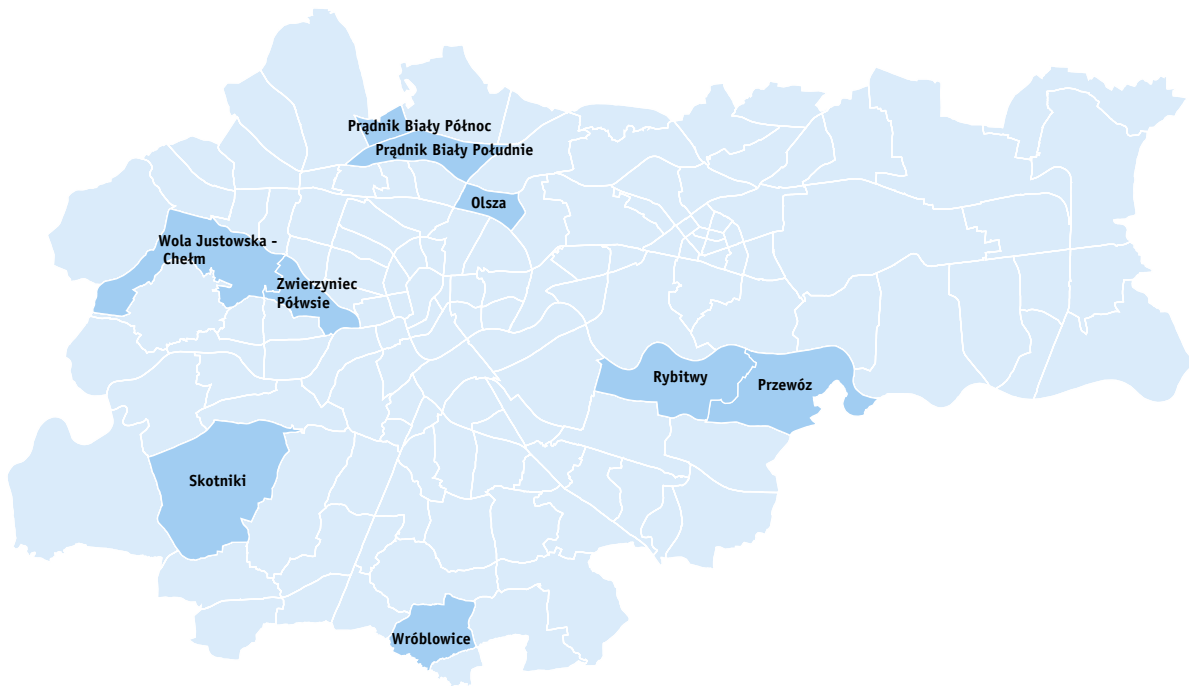 Prądnik Biały Północ
Prądnik Biały Południe
Olsza
Wola Justowska -
Chełm
Zwierzyniec
Półwsie
Rybitwy
Przewóz
Skotniki
Wróblowice